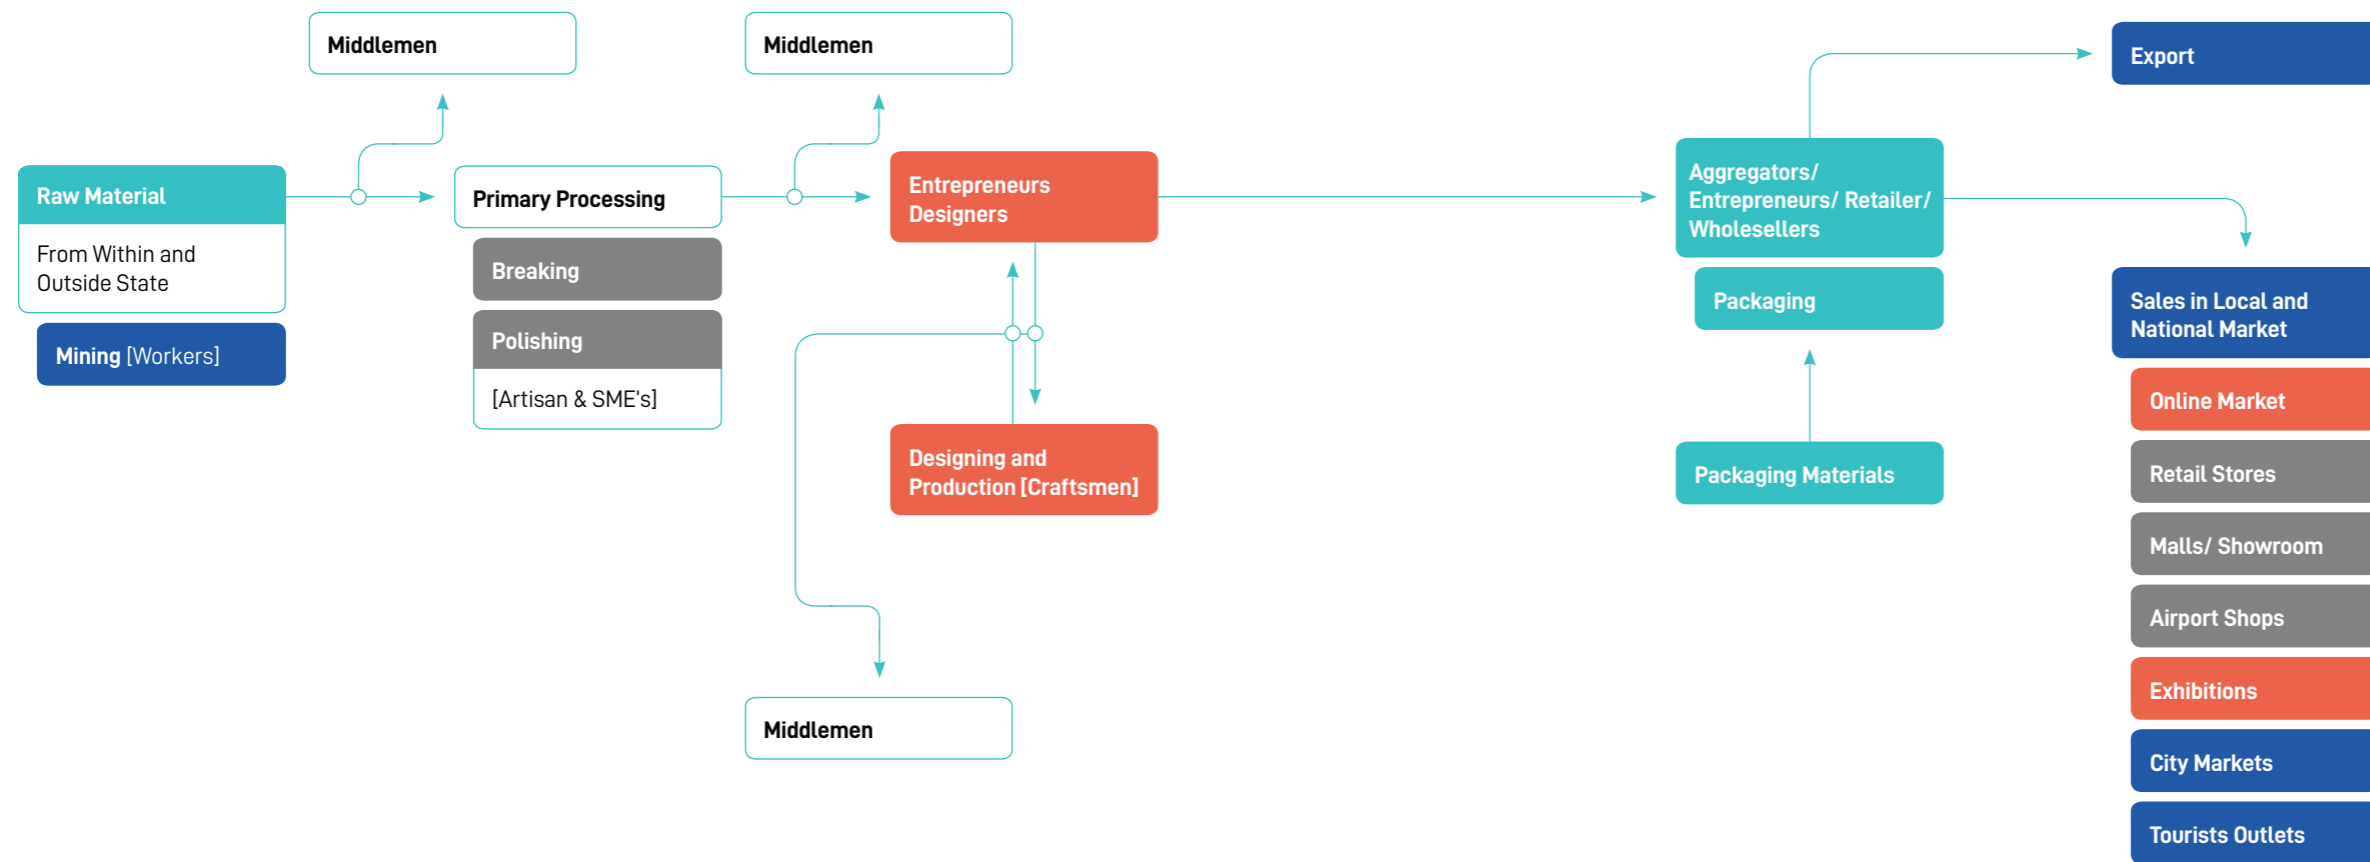 Middlemen
Middlemen
Export
Raw Material
From Within and
Outside State
Mining [Workers]
Primary Processing
Breaking
Polishing
[Artisan & SME's]
Entrepreneurs
Designers
Designing and
Production [Craftsmen]
Middlemen
Aggregators/
Entrepreneurs/ Retailer/
Wholesellers
Packaging
Packaging Materials
Sales in Local and
National Market
Online Market
Retail Stores
Malls/ Showroom
Airport Shops
Exhibitions
City Markets
Tourists Outlets